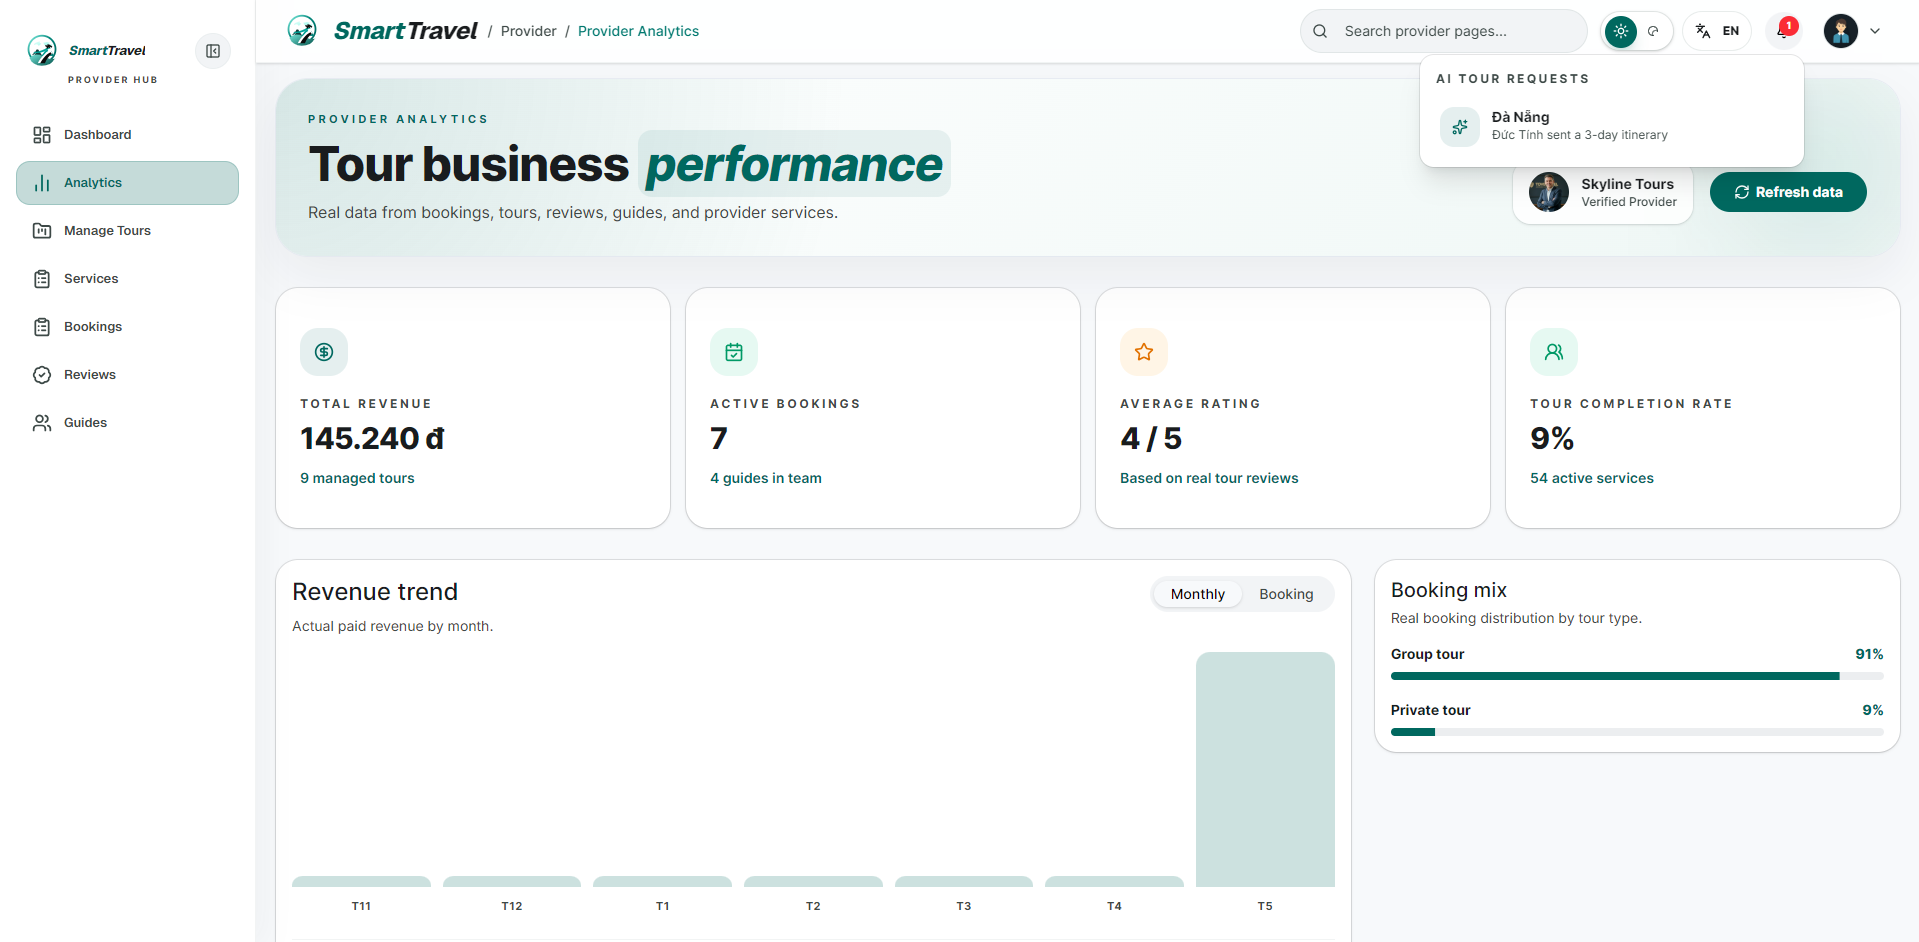 SmartTravel
PROVIDER HUB
Dashboard
Analytics
Manage Tours
Services
Bookings
Reviews
Guides
SmartTravel / Provider / Provider Analytics
Search provider pages...
EN
1
AI TOUR REQUESTS
Đà Nẵng
Đức Tính sent a 3-day itinerary
PROVIDER ANALYTICS
Tour business performance
Real data from bookings, tours, reviews, guides, and provider services.
Skyline Tours
Verified Provider
Refresh data
TOTAL REVENUE
145.240 đ
9 managed tours
ACTIVE BOOKINGS
7
4 guides in team
AVERAGE RATING
4 / 5
Based on real tour reviews
TOUR COMPLETION RATE
9%
54 active services
Revenue trend
Actual paid revenue by month.
Monthly
Booking
T11
T12
T1
T2
T3
T4
T5
Booking mix
Real booking distribution by tour type.
Group tour 91%
Private tour 9%